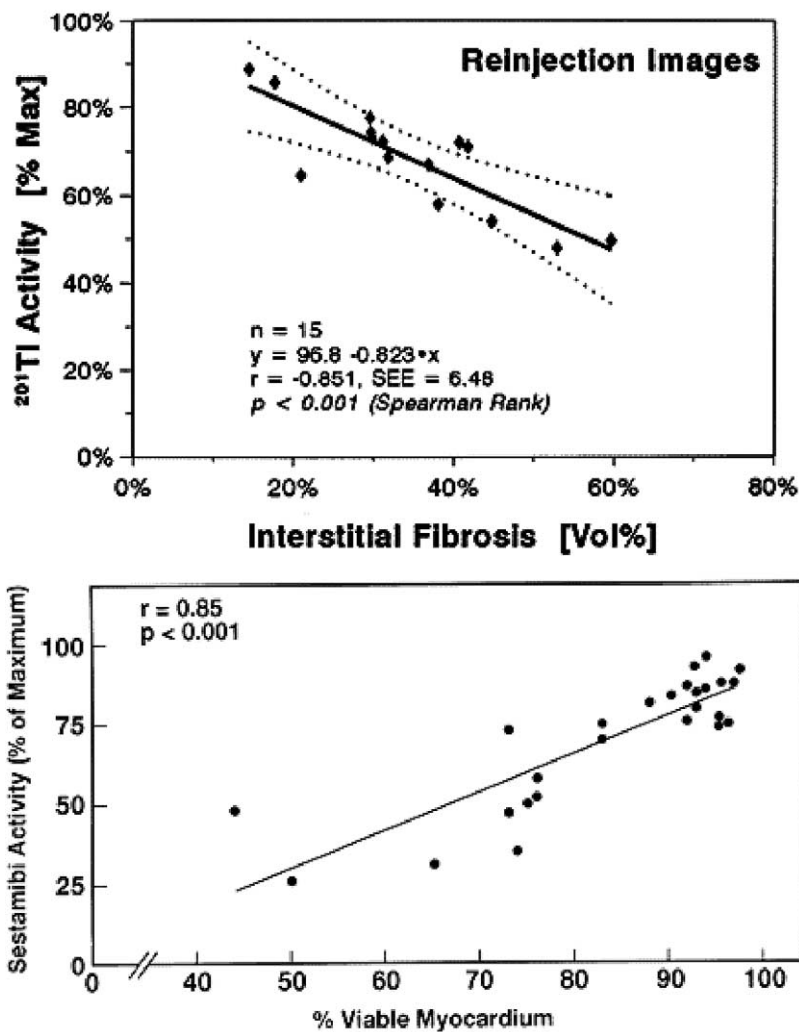 100%
Reinjection Images
80%
60%
40%
20%
0%
²⁰¹Tl Activity [% Max]
n = 15
y = 96.8 -0.823•x
r = -0.851, SEE = 6.48
p < 0.001 (Spearman Rank)
0% 20% 40% 60% 80%
Interstitial Fibrosis [Vol%]
r = 0.85
p < 0.001
100
75
50
25
0
Sestamibi Activity (% of Maximum)
0 40 50 60 70 80 90 100
% Viable Myocardium